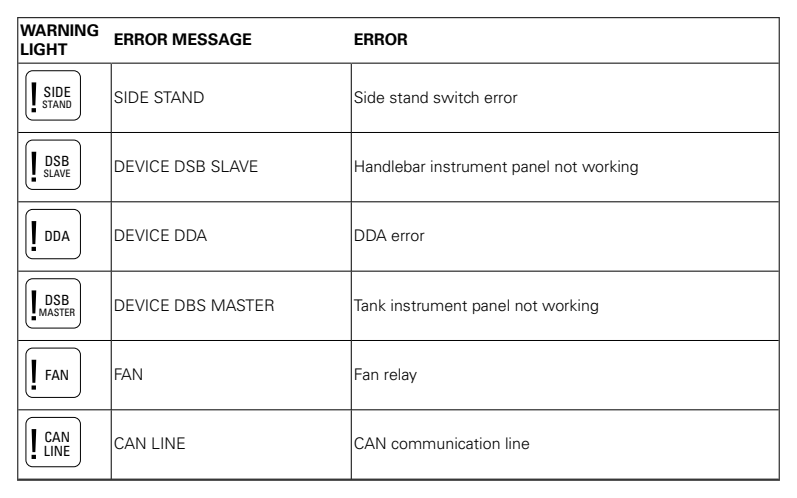 WARNING LIGHT ERROR MESSAGE ERROR
! SIDE STAND SIDE STAND Side stand switch error
! DSB SLAVE DEVICE DSB SLAVE Handlebar instrument panel not working
! DDA DEVICE DDA DDA error
! DSB MASTER DEVICE DBS MASTER Tank instrument panel not working
! FAN FAN Fan relay
! CAN LINE CAN LINE CAN communication line